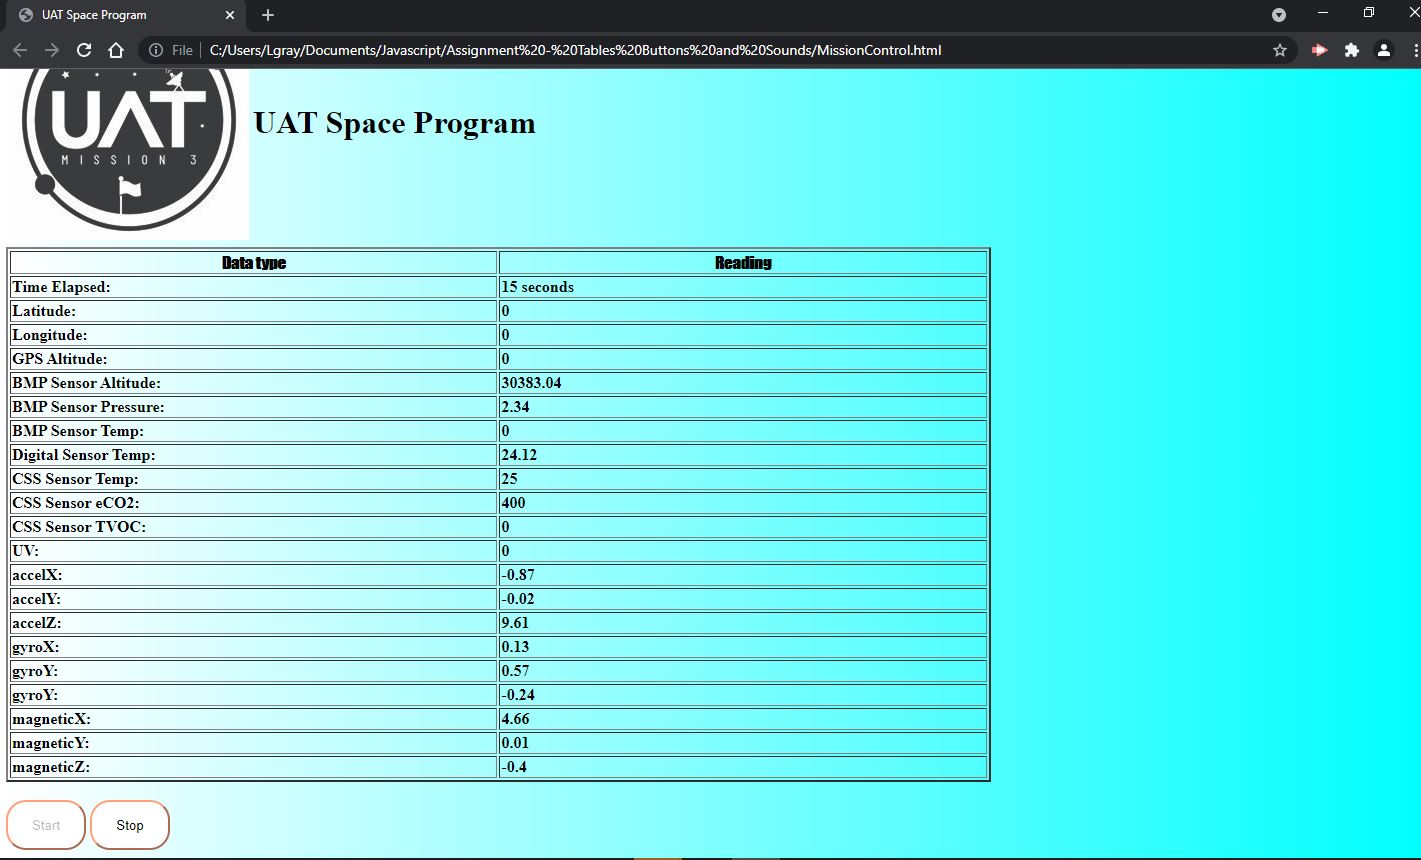 UAT Space Program
File C:/Users/Lgray/Documents/Javascript/Assignment%20-%20Tables%20Buttons%20and%20Sounds/MissionControl.html
UAT
MISSION 3
UAT Space Program
Data type Reading
Time Elapsed: 15 seconds
Latitude: 0
Longitude: 0
GPS Altitude: 0
BMP Sensor Altitude: 30383.04
BMP Sensor Pressure: 2.34
BMP Sensor Temp: 0
Digital Sensor Temp: 24.12
CSS Sensor Temp: 25
CSS Sensor eCO2: 400
CSS Sensor TVOC: 0
UV: 0
accelX: -0.87
accelY: -0.02
accelZ: 9.61
gyroX: 0.13
gyroY: 0.57
gyroY: -0.24
magneticX: 4.66
magneticY: 0.01
magneticZ: -0.4
Start Stop